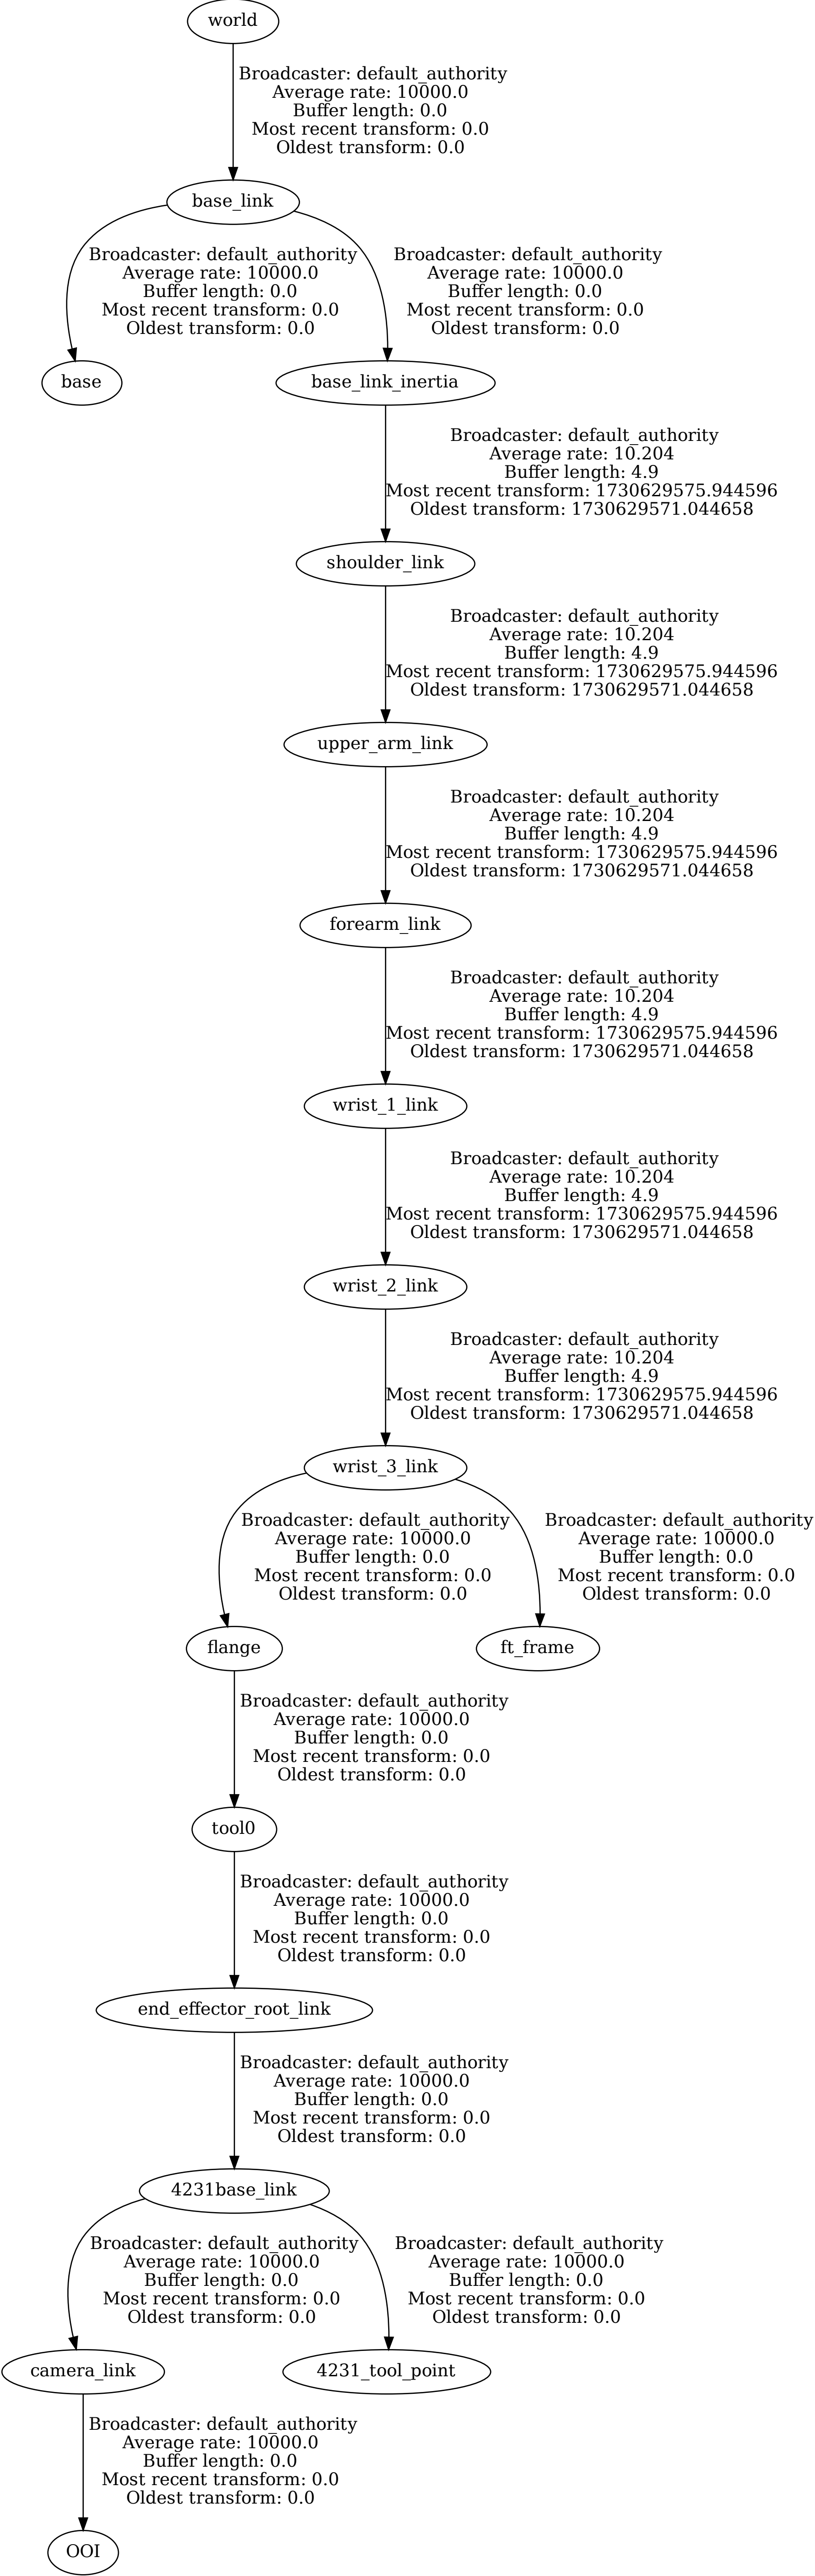 world
Broadcaster: default_authority
Average rate: 10000.0
Buffer length: 0.0
Most recent transform: 0.0
Oldest transform: 0.0
base_link
Broadcaster: default_authority
Average rate: 10000.0
Buffer length: 0.0
Most recent transform: 0.0
Oldest transform: 0.0
Broadcaster: default_authority
Average rate: 10000.0
Buffer length: 0.0
Most recent transform: 0.0
Oldest transform: 0.0
base
base_link_inertia
Broadcaster: default_authority
Average rate: 10.204
Buffer length: 4.9
Most recent transform: 1730629575.944596
Oldest transform: 1730629571.044658
shoulder_link
Broadcaster: default_authority
Average rate: 10.204
Buffer length: 4.9
Most recent transform: 1730629575.944596
Oldest transform: 1730629571.044658
upper_arm_link
Broadcaster: default_authority
Average rate: 10.204
Buffer length: 4.9
Most recent transform: 1730629575.944596
Oldest transform: 1730629571.044658
forearm_link
Broadcaster: default_authority
Average rate: 10.204
Buffer length: 4.9
Most recent transform: 1730629575.944596
Oldest transform: 1730629571.044658
wrist_1_link
Broadcaster: default_authority
Average rate: 10.204
Buffer length: 4.9
Most recent transform: 1730629575.944596
Oldest transform: 1730629571.044658
wrist_2_link
Broadcaster: default_authority
Average rate: 10.204
Buffer length: 4.9
Most recent transform: 1730629575.944596
Oldest transform: 1730629571.044658
wrist_3_link
Broadcaster: default_authority
Average rate: 10000.0
Buffer length: 0.0
Most recent transform: 0.0
Oldest transform: 0.0
Broadcaster: default_authority
Average rate: 10000.0
Buffer length: 0.0
Most recent transform: 0.0
Oldest transform: 0.0
flange
ft_frame
Broadcaster: default_authority
Average rate: 10000.0
Buffer length: 0.0
Most recent transform: 0.0
Oldest transform: 0.0
tool0
Broadcaster: default_authority
Average rate: 10000.0
Buffer length: 0.0
Most recent transform: 0.0
Oldest transform: 0.0
end_effector_root_link
Broadcaster: default_authority
Average rate: 10000.0
Buffer length: 0.0
Most recent transform: 0.0
Oldest transform: 0.0
4231base_link
Broadcaster: default_authority
Average rate: 10000.0
Buffer length: 0.0
Most recent transform: 0.0
Oldest transform: 0.0
Broadcaster: default_authority
Average rate: 10000.0
Buffer length: 0.0
Most recent transform: 0.0
Oldest transform: 0.0
camera_link
4231_tool_point
Broadcaster: default_authority
Average rate: 10000.0
Buffer length: 0.0
Most recent transform: 0.0
Oldest transform: 0.0
OOI